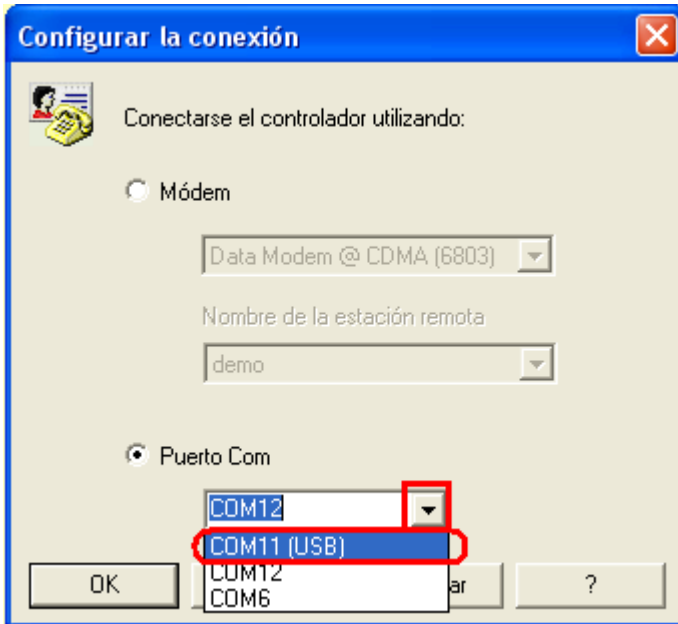 Configurar la conexión
Conectarse el controlador utilizando:
Módem
Data Modem @ CDMA (6803)
Nombre de la estación remota
demo
Puerto Com
COM12
COM11 (USB)
COM12
COM6
OK
ar
?